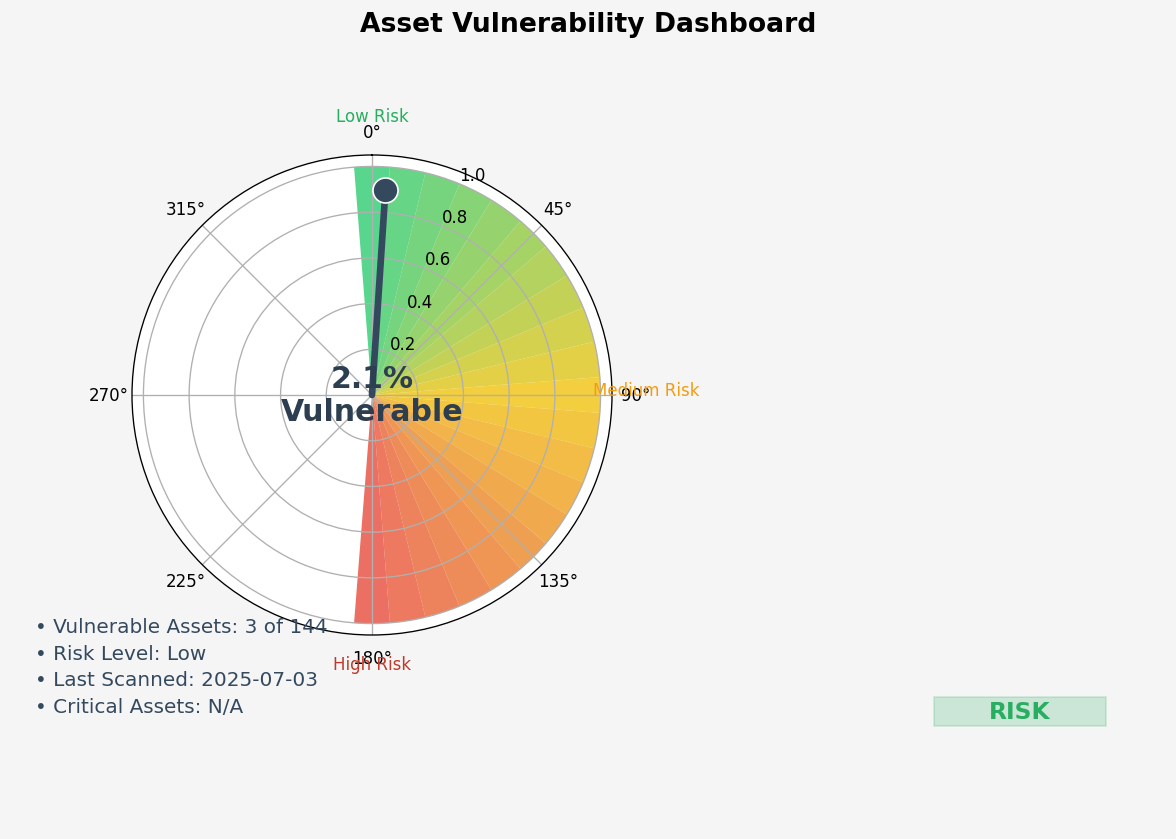 Asset Vulnerability Dashboard
Low Risk
0°
1.0
315°
45°
0.8
0.6
0.4
0.2
2.1%
Vulnerable
270°
90°
Medium Risk
225°
135°
• Vulnerable Assets: 3 of 144
• Risk Level: Low
180°
High Risk
• Last Scanned: 2025-07-03
• Critical Assets: N/A
RISK